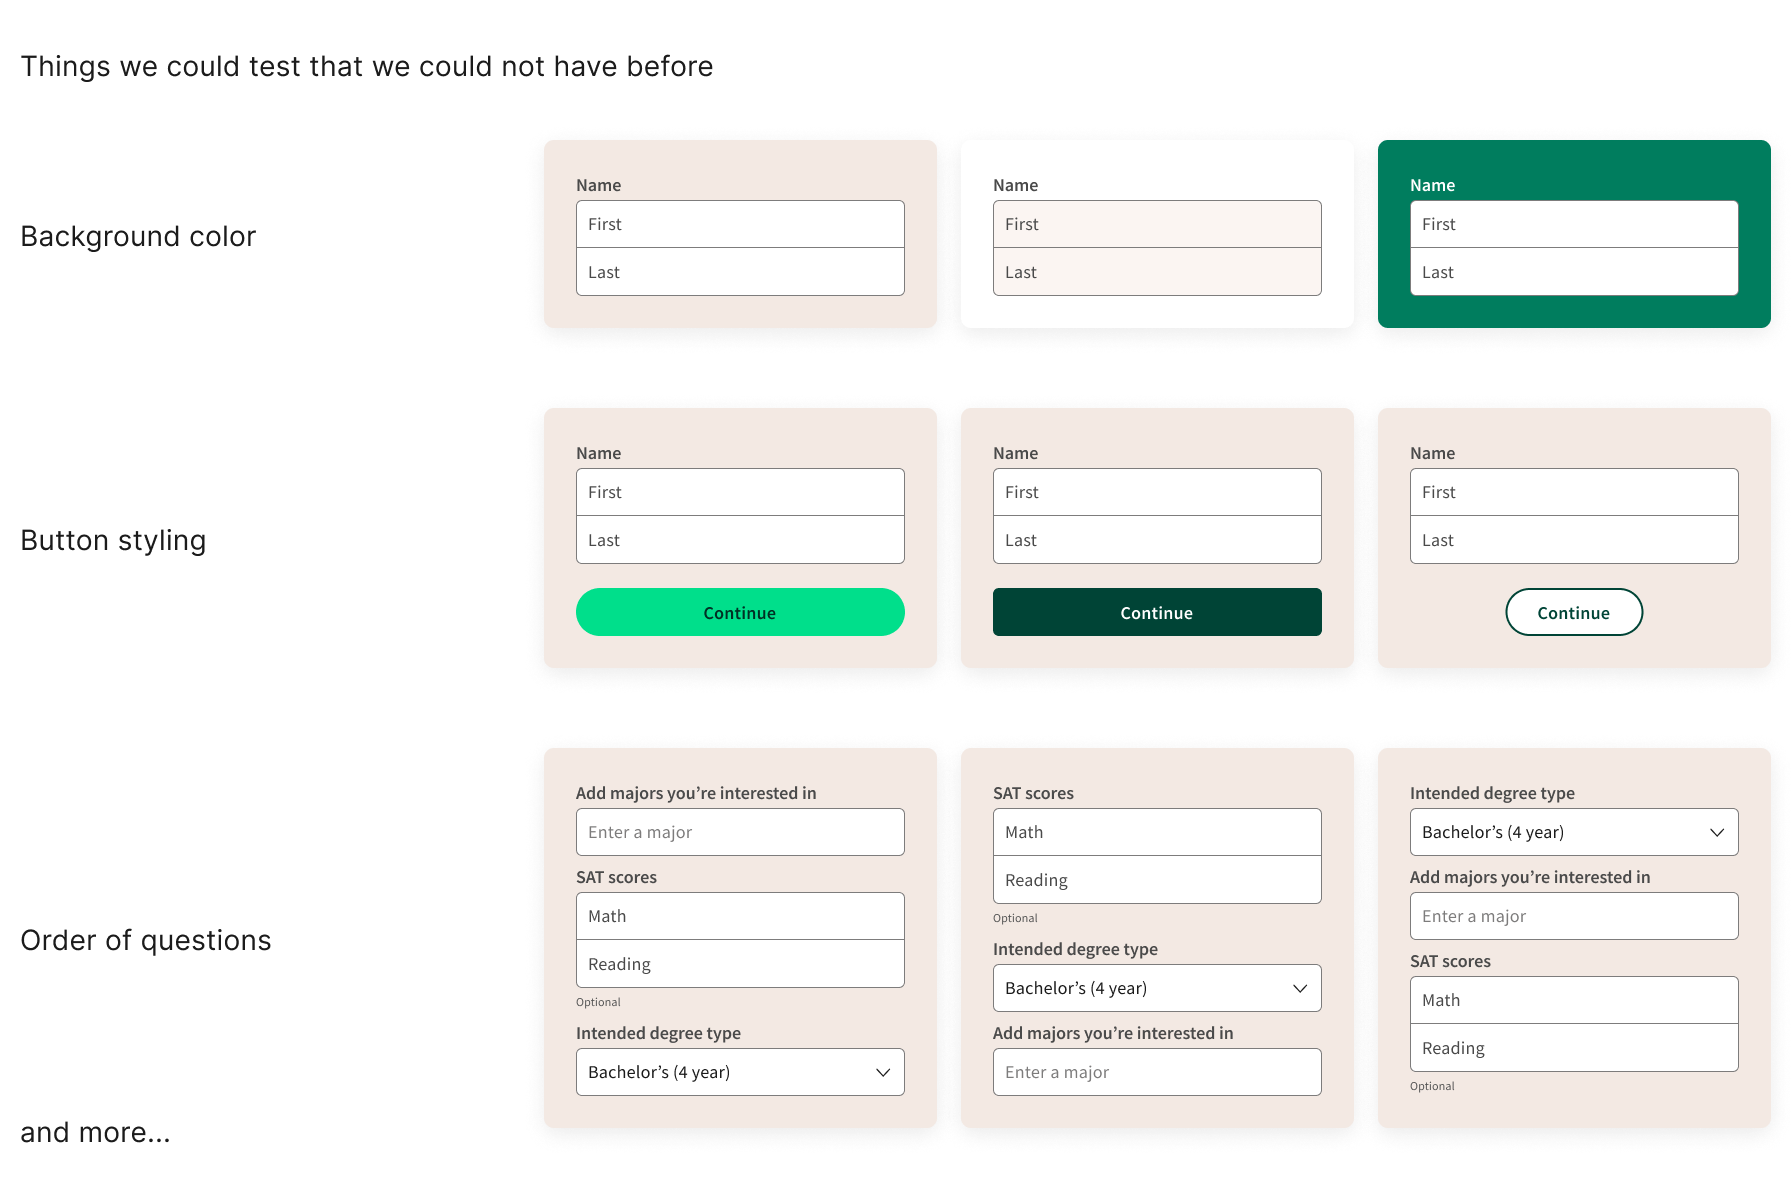 Things we could test that we could not have before
Background color
Name
First
Last
Name
First
Last
Name
First
Last
Button styling
Name
First
Last
Continue
Name
First
Last
Continue
Name
First
Last
Continue
Order of questions
Add majors you’re interested in
Enter a major
SAT scores
Math
Reading
Optional
Intended degree type
Bachelor’s (4 year)
SAT scores
Math
Reading
Optional
Intended degree type
Bachelor’s (4 year)
Add majors you’re interested in
Enter a major
Intended degree type
Bachelor’s (4 year)
Add majors you’re interested in
Enter a major
SAT scores
Math
Reading
Optional
and more...